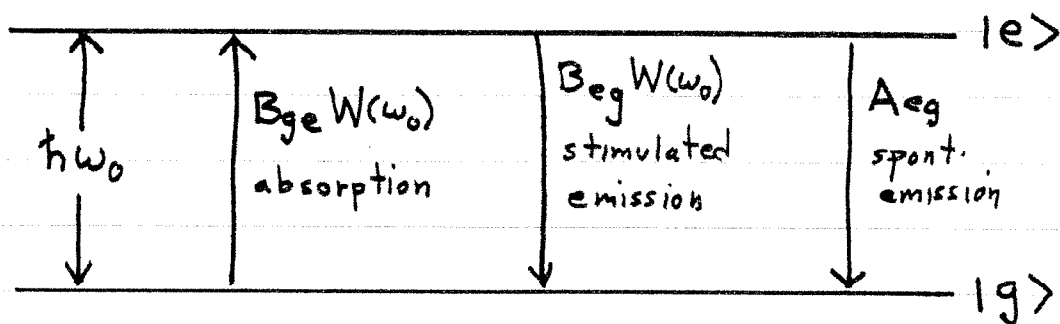 |e>
ħω₀
B_ge W(ω₀)
absorption
B_eg W(ω₀)
stimulated
emission
A_eg
spont.
emission
|g>